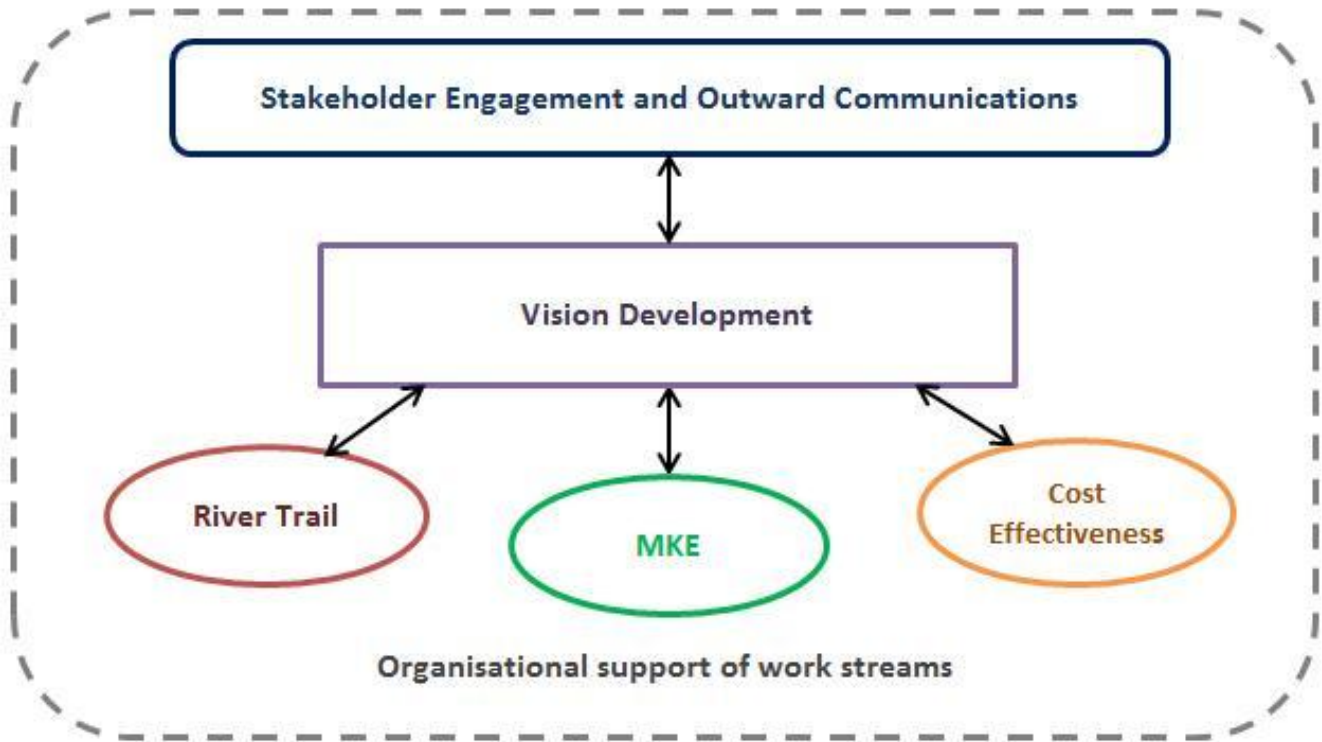 Stakeholder Engagement and Outward Communications
Vision Development
River Trail
MKE
Cost
Effectiveness
Organisational support of work streams